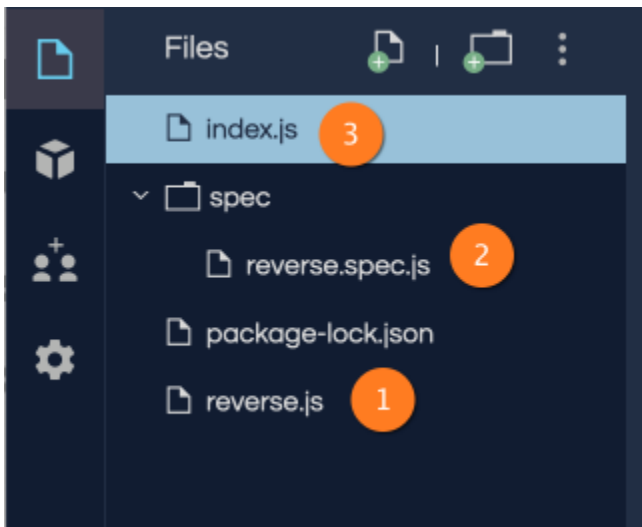 Files
index.js 3
spec
reverse.spec.js 2
package-lock.json
reverse.js 1